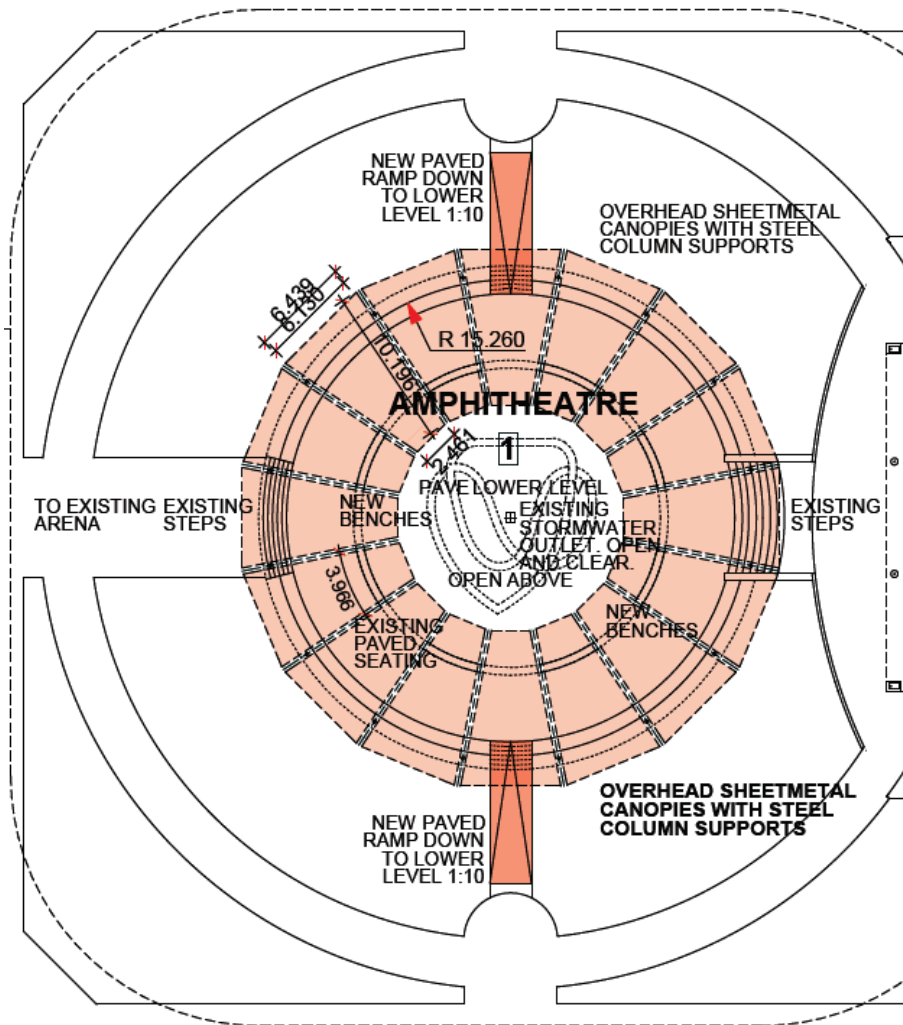 NEW PAVED
RAMP DOWN
TO LOWER
LEVEL 1:10
OVERHEAD SHEETMETAL
CANOPIES WITH STEEL
COLUMN SUPPORTS
6.439
6.130
R 15.260
10.196
AMPHITHEATRE
2.461
1
PAVE LOWER LEVEL
TO EXISTING
ARENA
EXISTING
STEPS
NEW
BENCHES
EXISTING
STORMWATER
OUTLET. OPEN
AND CLEAR.
EXISTING
STEPS
OPEN ABOVE
3.966
EXISTING
PAVED
SEATING
NEW
BENCHES
OVERHEAD SHEETMETAL
CANOPIES WITH STEEL
COLUMN SUPPORTS
NEW PAVED
RAMP DOWN
TO LOWER
LEVEL 1:10